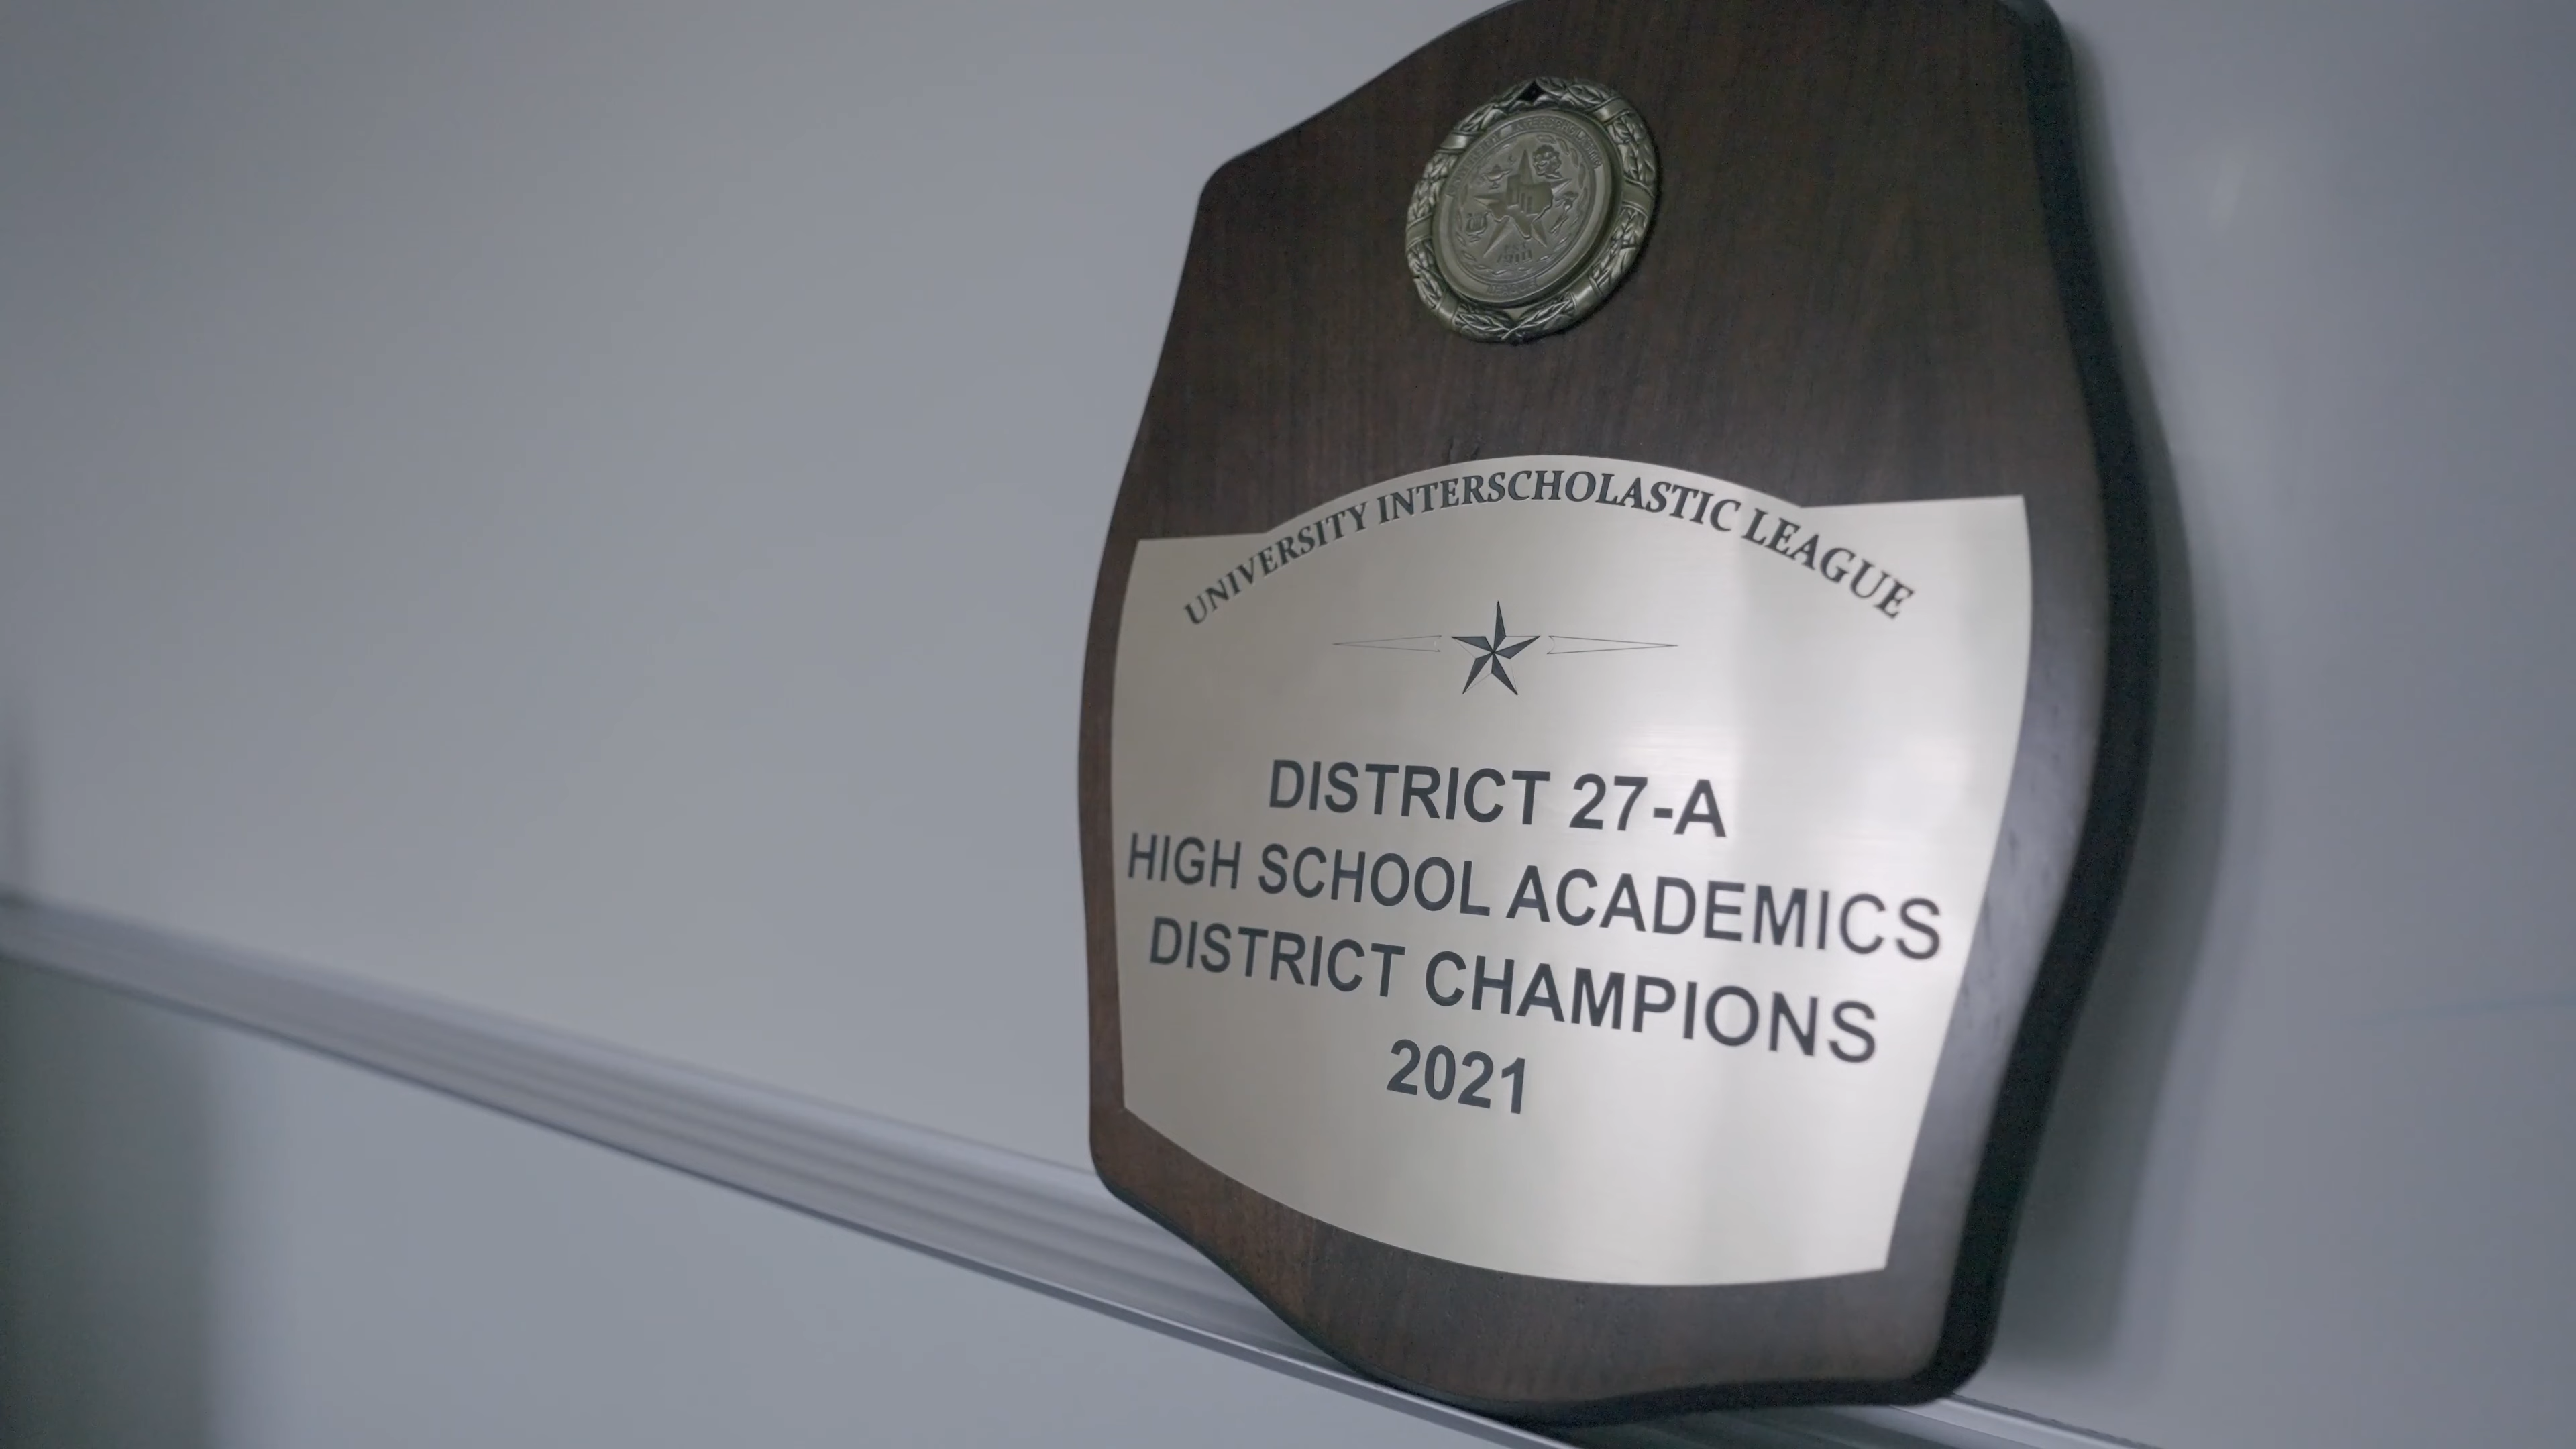 UNIVERSITY INTERSCHOLASTIC LEAGUE
DISTRICT 27-A
HIGH SCHOOL ACADEMICS
DISTRICT CHAMPIONS
2021